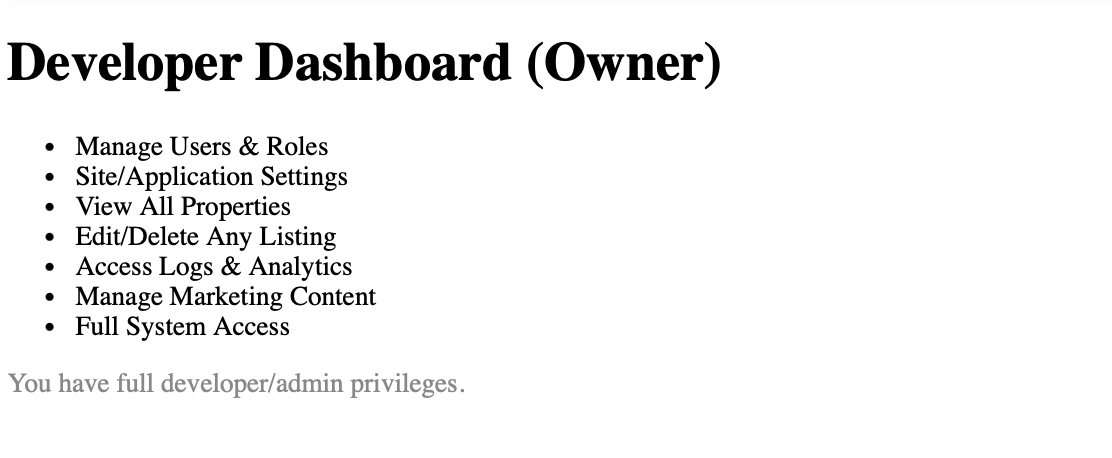 Developer Dashboard (Owner)
Manage Users & Roles
Site/Application Settings
View All Properties
Edit/Delete Any Listing
Access Logs & Analytics
Manage Marketing Content
Full System Access
You have full developer/admin privileges.